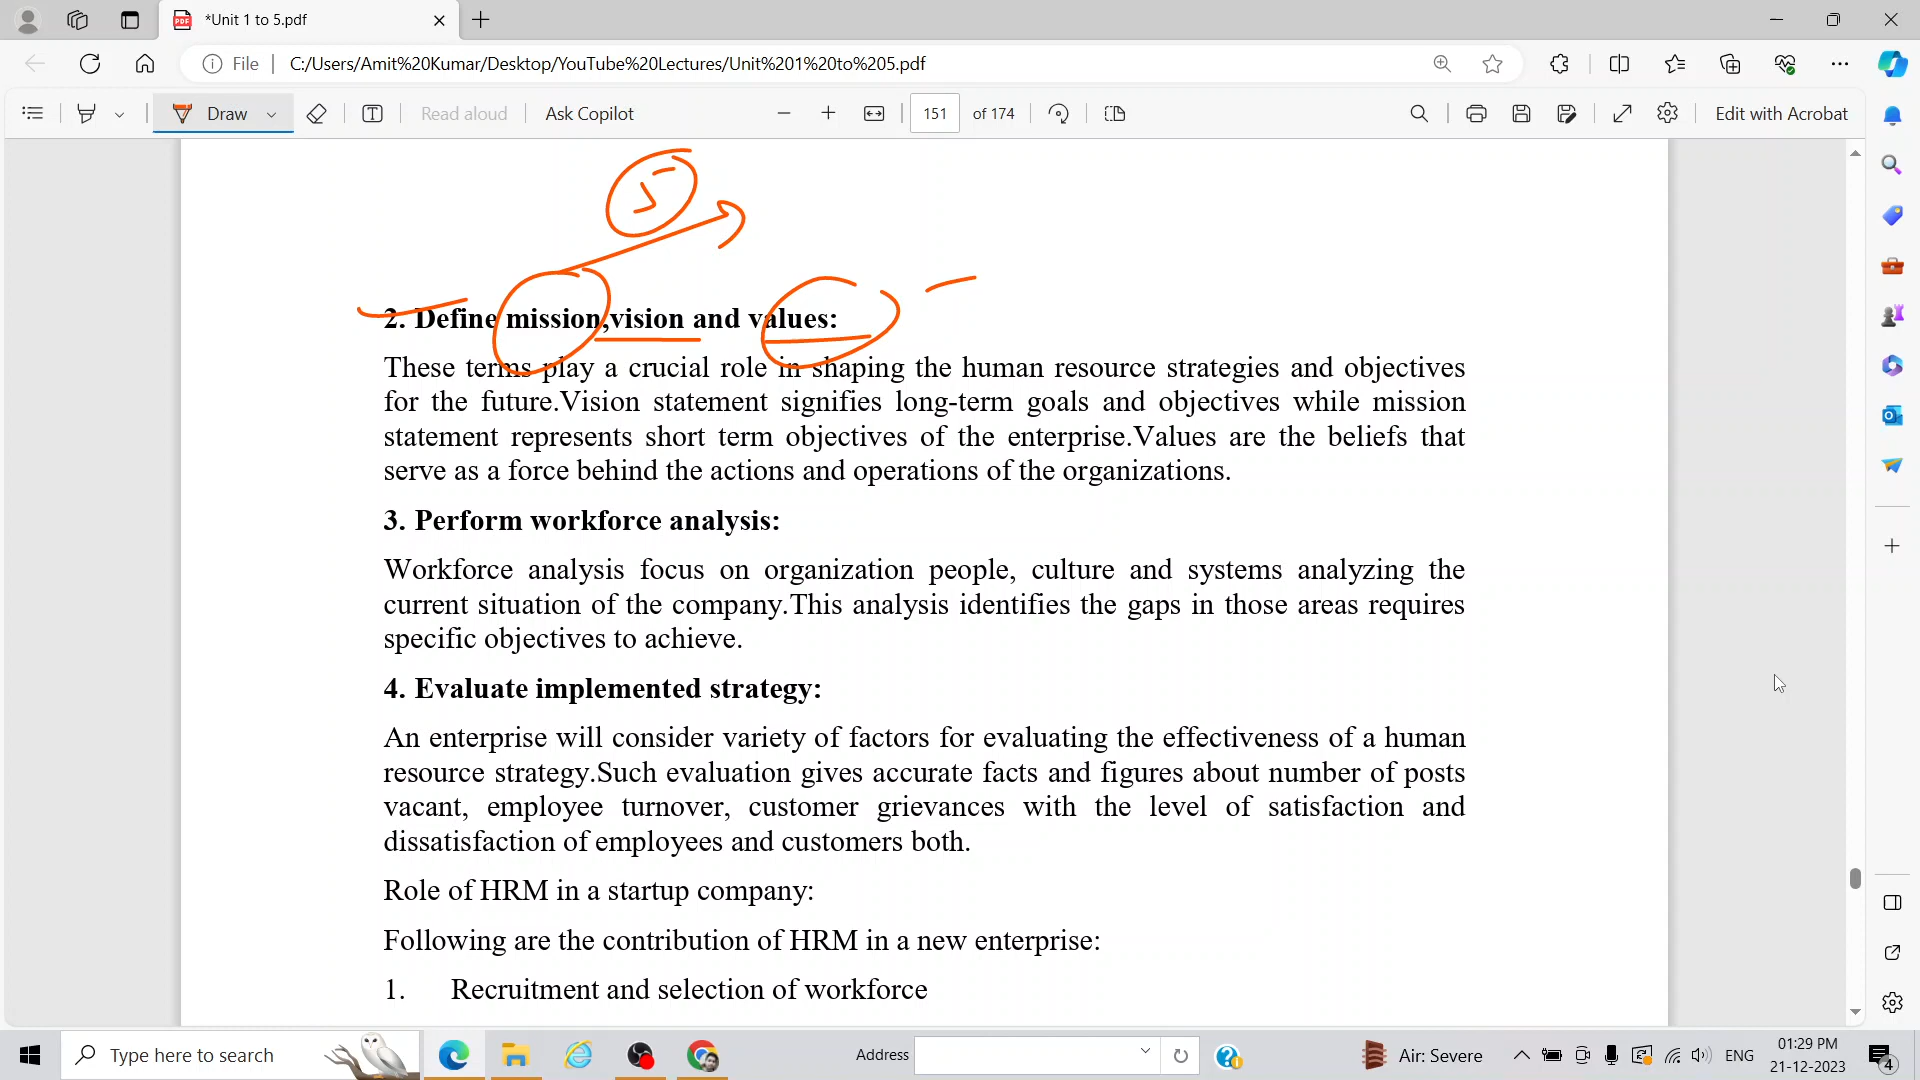 *Unit 1 to 5.pdf
File
C:/Users/Amit%20Kumar/Desktop/YouTube%20Lectures/Unit%201%20to%205.pdf
Draw
Read aloud
Ask Copilot
151 of 174
Edit with Acrobat
5
2. Define mission,vision and values:
These terms play a crucial role in shaping the human resource strategies and objectives
for the future.Vision statement signifies long-term goals and objectives while mission
statement represents short term objectives of the enterprise.Values are the beliefs that
serve as a force behind the actions and operations of the organizations.
3. Perform workforce analysis:
Workforce analysis focus on organization people, culture and systems analyzing the
current situation of the company.This analysis identifies the gaps in those areas requires
specific objectives to achieve.
4. Evaluate implemented strategy:
An enterprise will consider variety of factors for evaluating the effectiveness of a human
resource strategy.Such evaluation gives accurate facts and figures about number of posts
vacant, employee turnover, customer grievances with the level of satisfaction and
dissatisfaction of employees and customers both.
Role of HRM in a startup company:
Following are the contribution of HRM in a new enterprise:
1. Recruitment and selection of workforce
Type here to search
Address
Air: Severe
ENG
01:29 PM
21-12-2023
4